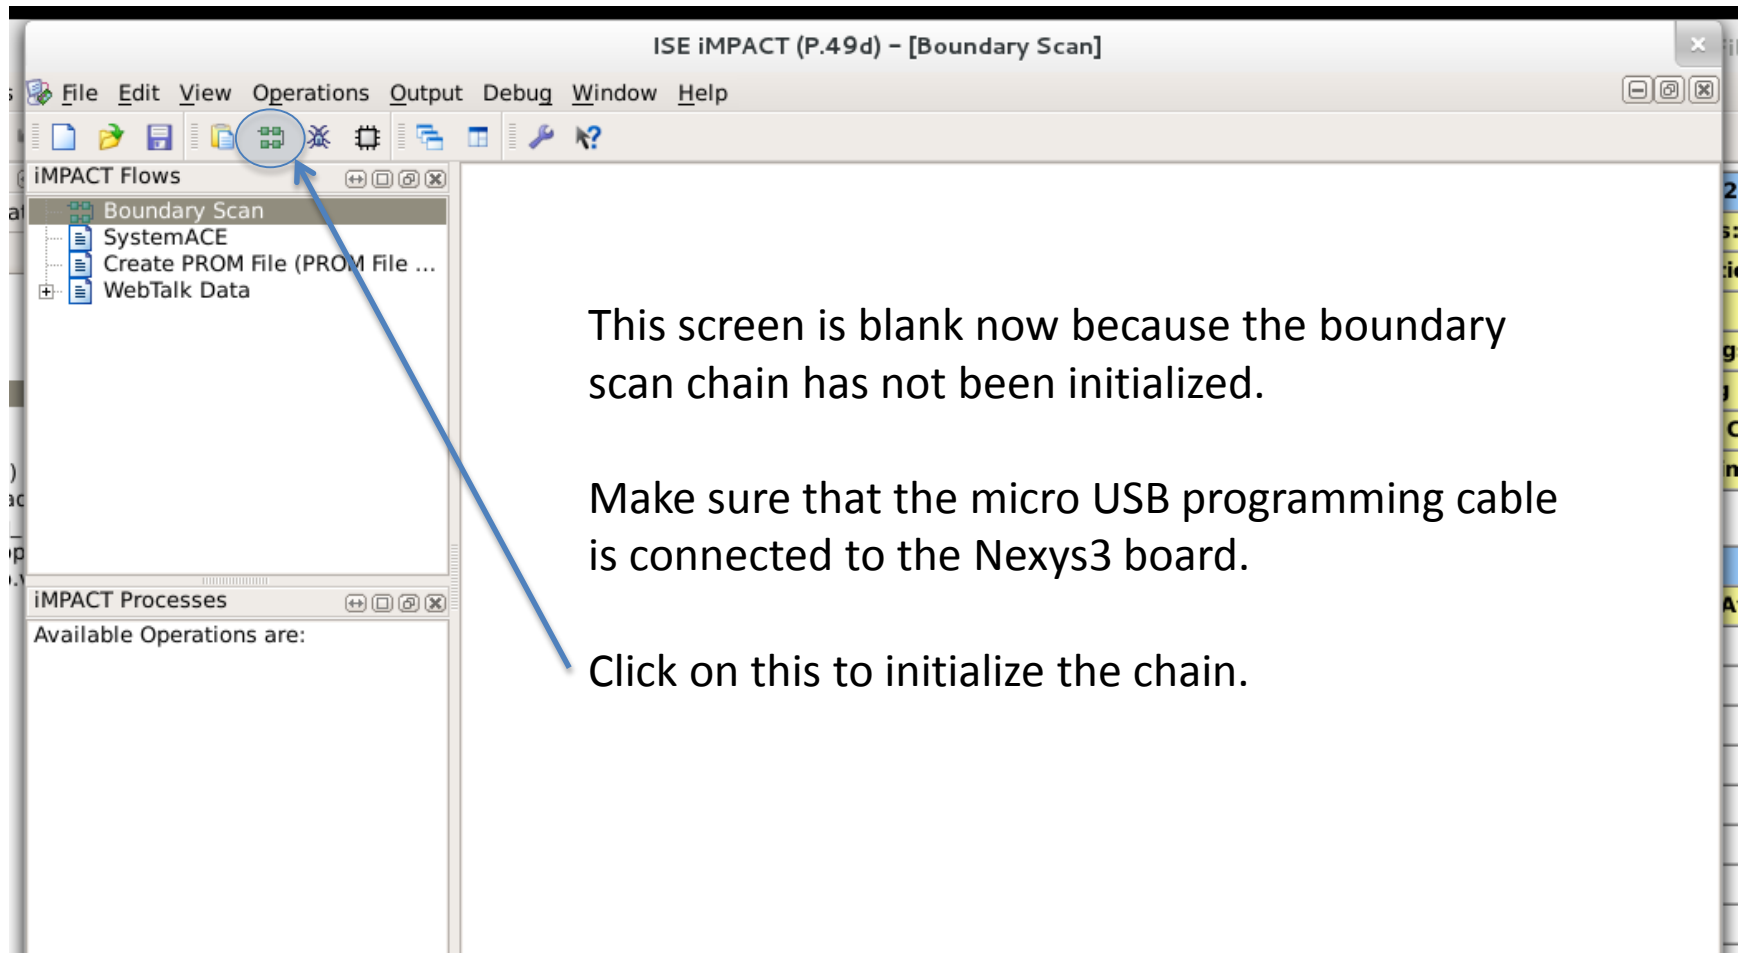 ISE iMPACT (P.49d) – [Boundary Scan]
File Edit View Operations Output Debug Window Help
iMPACT Flows
Boundary Scan
SystemACE
Create PROM File (PROM File ...
WebTalk Data
This screen is blank now because the boundary
scan chain has not been initialized.
Make sure that the micro USB programming cable
is connected to the Nexys3 board.
Click on this to initialize the chain.
iMPACT Processes
Available Operations are: